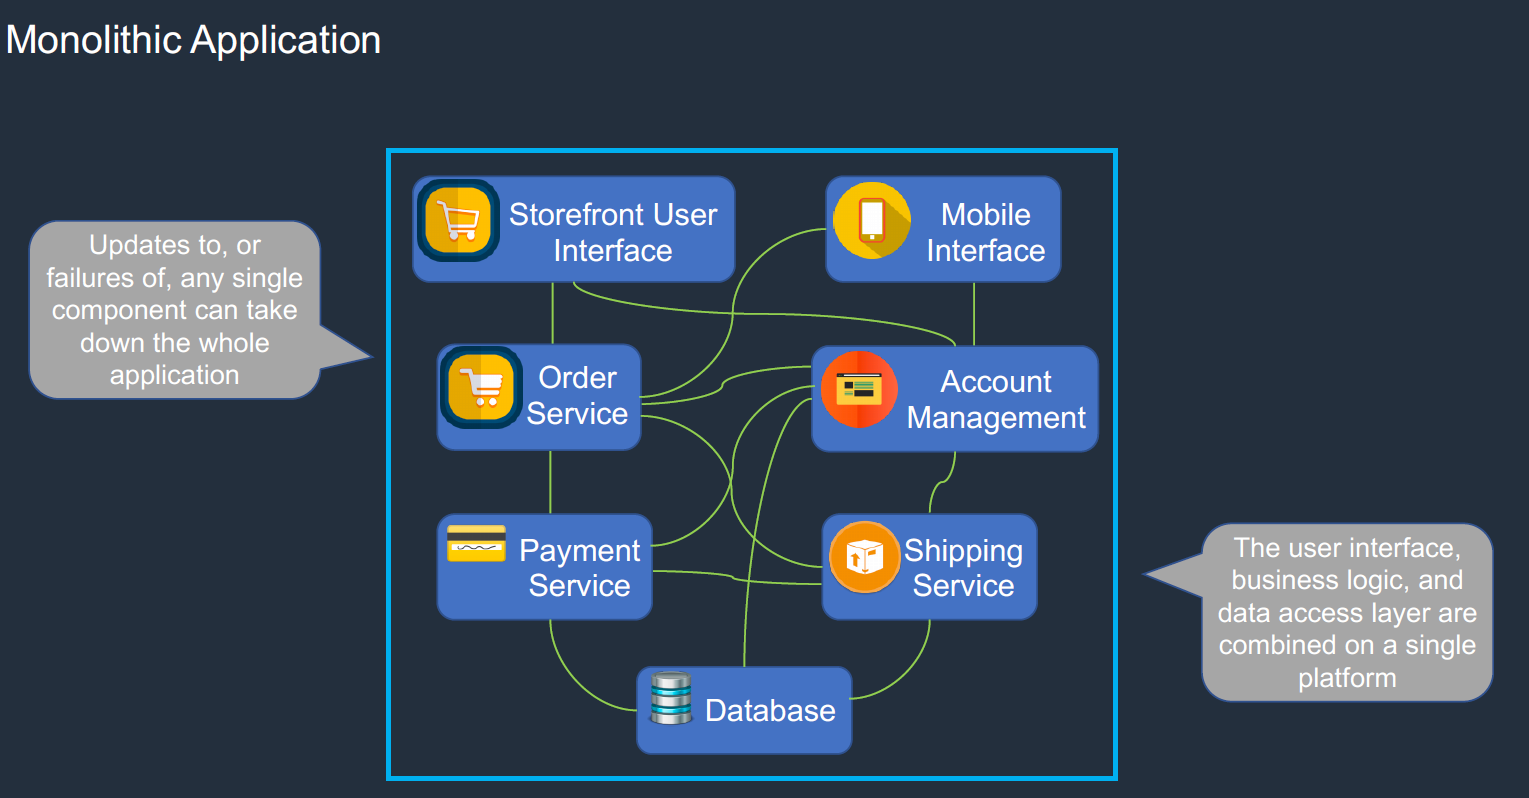 Monolithic Application
Storefront User
Interface
Mobile
Interface
Updates to, or
failures of, any single
component can take
down the whole
application
Order
Service
Account
Management
Payment
Service
Shipping
Service
The user interface,
business logic, and
data access layer are
combined on a single
platform
Database